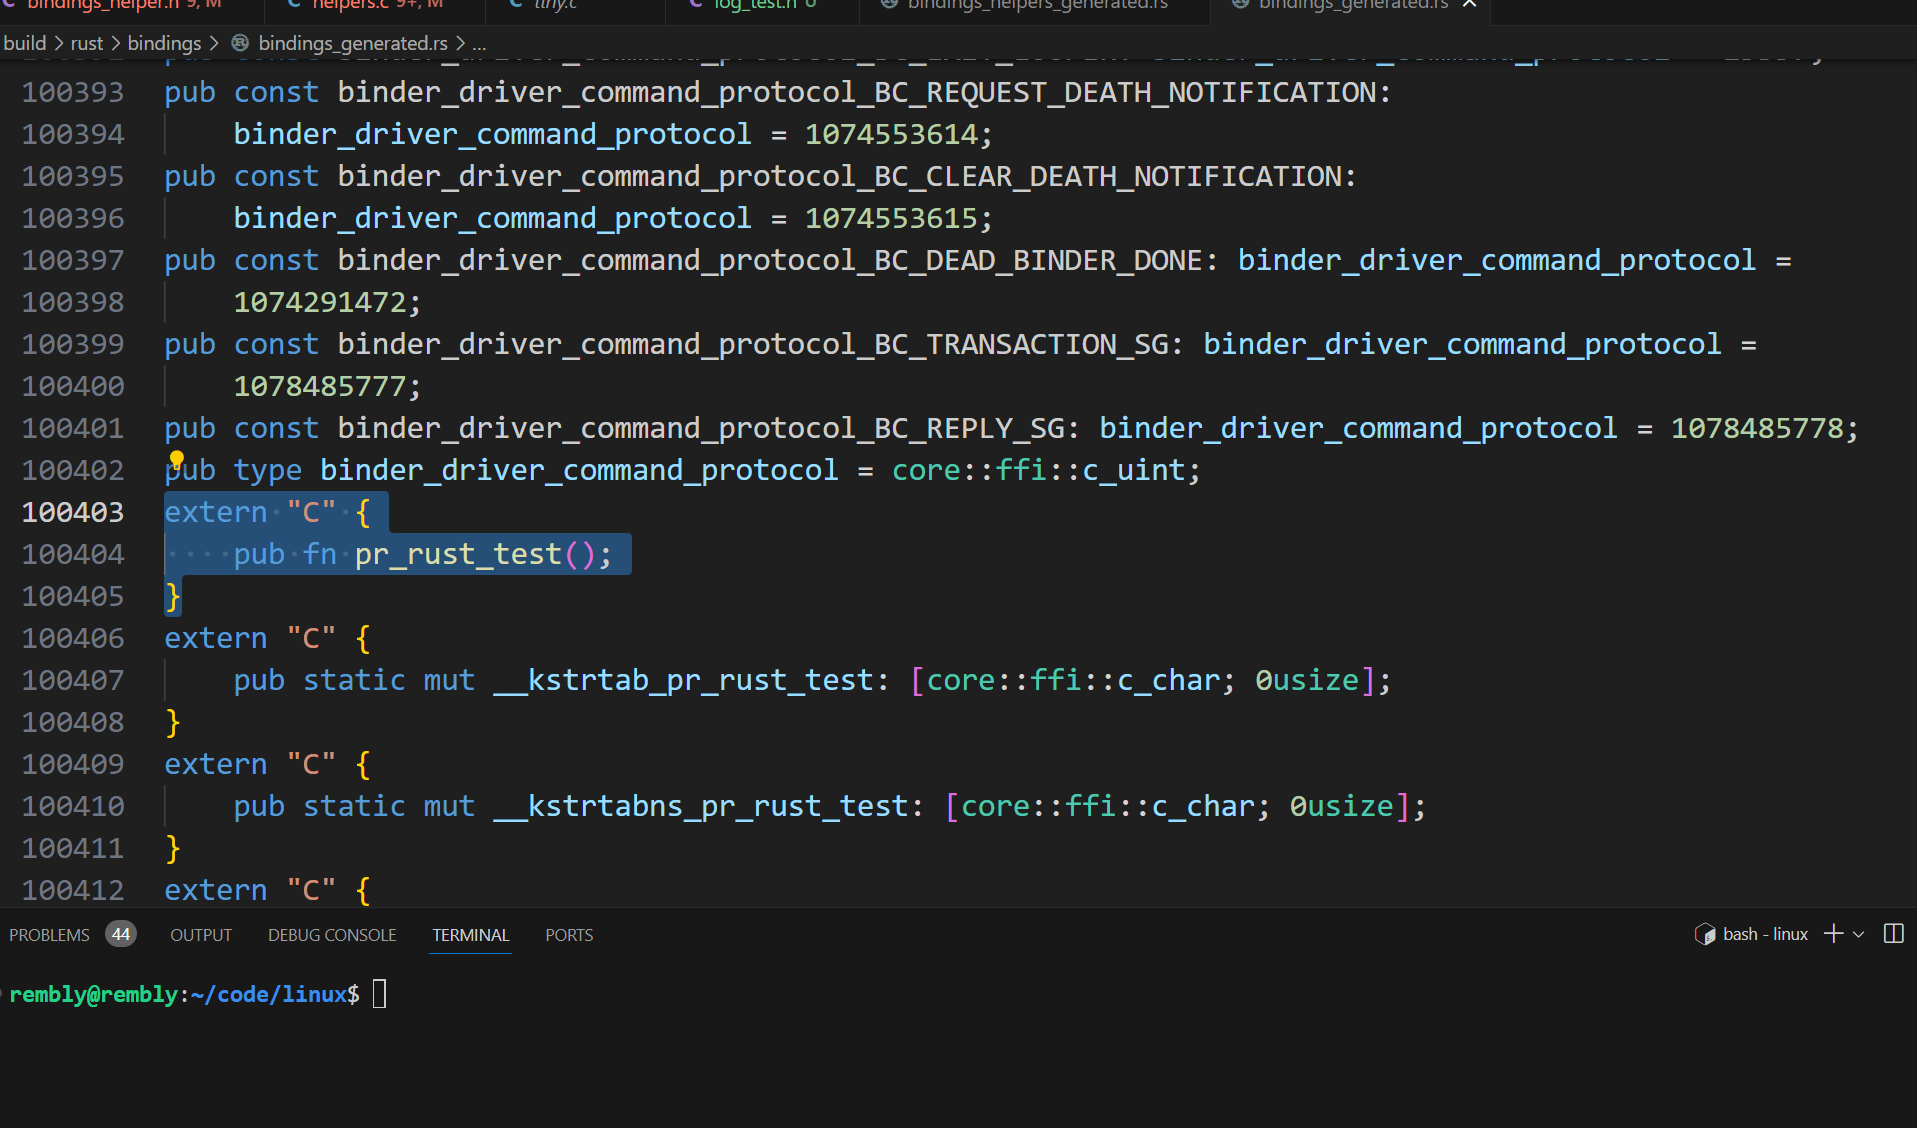 bindings_helper.h 9, M helpers.c 9+, M tiny.c log_test.h U bindings_helpers_generated.rs bindings_generated.rs ×
build > rust > bindings > bindings_generated.rs > ...
100393 pub const binder_driver_command_protocol_BC_REQUEST_DEATH_NOTIFICATION:
100394 binder_driver_command_protocol = 1074553614;
100395 pub const binder_driver_command_protocol_BC_CLEAR_DEATH_NOTIFICATION:
100396 binder_driver_command_protocol = 1074553615;
100397 pub const binder_driver_command_protocol_BC_DEAD_BINDER_DONE: binder_driver_command_protocol =
100398 1074291472;
100399 pub const binder_driver_command_protocol_BC_TRANSACTION_SG: binder_driver_command_protocol =
100400 1078485777;
100401 pub const binder_driver_command_protocol_BC_REPLY_SG: binder_driver_command_protocol = 1078485778;
100402 pub type binder_driver_command_protocol = core::ffi::c_uint;
100403 extern "C" {
100404 pub fn pr_rust_test();
100405 }
100406 extern "C" {
100407 pub static mut __kstrtab_pr_rust_test: [core::ffi::c_char; 0usize];
100408 }
100409 extern "C" {
100410 pub static mut __kstrtabns_pr_rust_test: [core::ffi::c_char; 0usize];
100411 }
100412 extern "C" {
PROBLEMS 44 OUTPUT DEBUG CONSOLE TERMINAL PORTS bash - linux
rembly@rembly:~/code/linux$